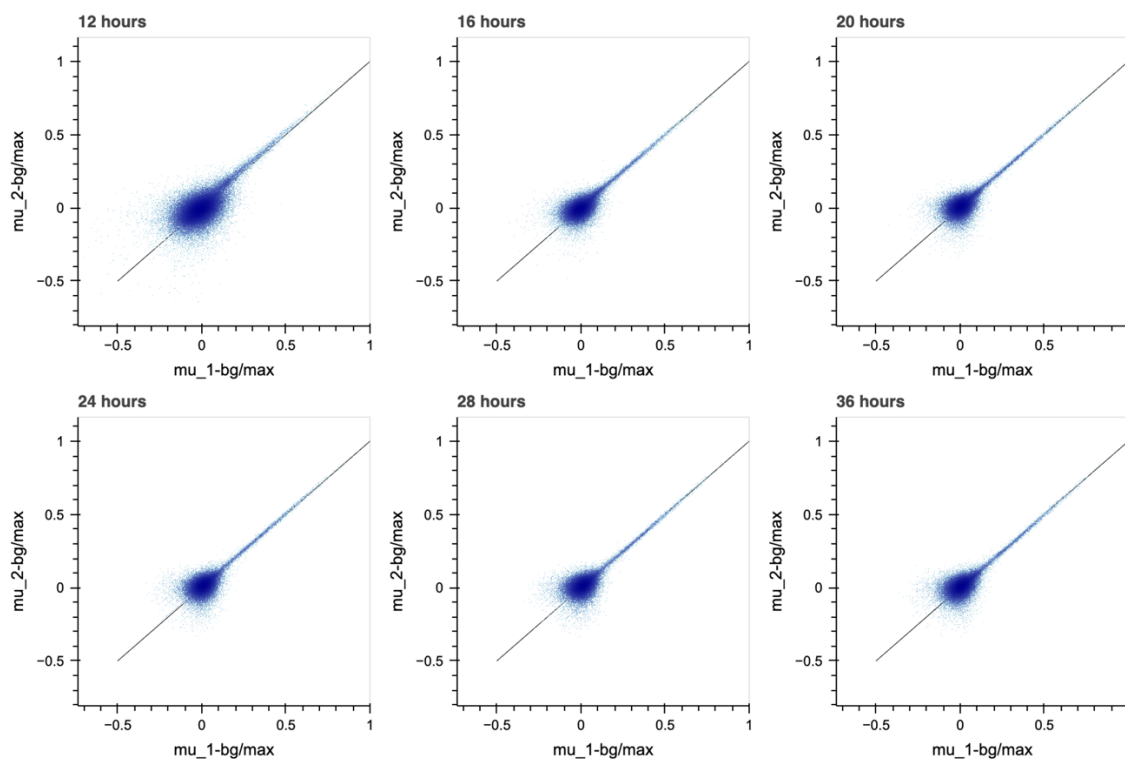 12 hours 16 hours 20 hours
1 1 1
0.5 0.5 0.5
0 0 0
−0.5 −0.5 −0.5
mu_2-bg/max mu_2-bg/max mu_2-bg/max
−0.5 0 0.5 1 −0.5 0 0.5 1 −0.5 0 0.5
mu_1-bg/max mu_1-bg/max mu_1-bg/max
24 hours 28 hours 36 hours
1 1 1
0.5 0.5 0.5
0 0 0
−0.5 −0.5 −0.5
mu_2-bg/max mu_2-bg/max mu_2-bg/max
−0.5 0 0.5 1 −0.5 0 0.5 1 −0.5 0 0.5
mu_1-bg/max mu_1-bg/max mu_1-bg/max